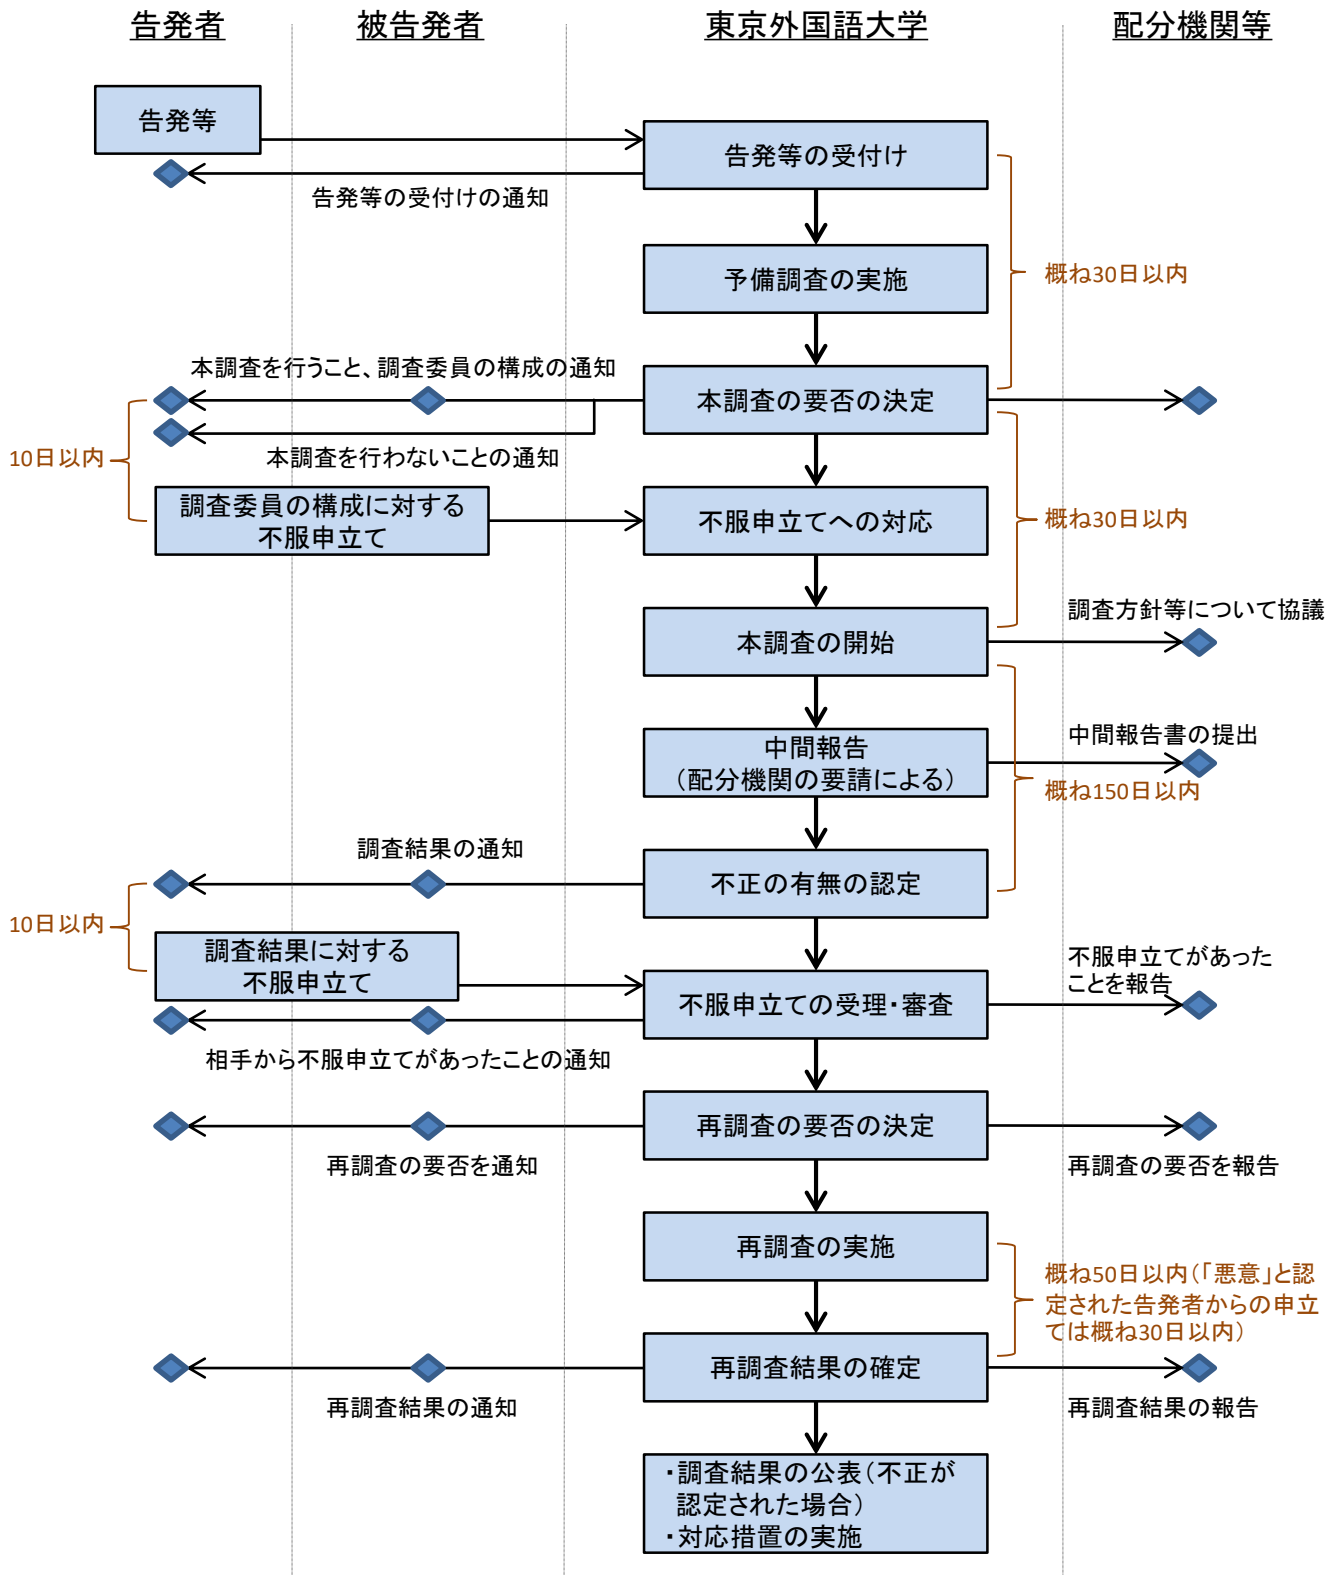 告発者
被告発者
東京外国語大学
配分機関等
告発等
告発等の受付け
告発等の受付けの通知
概ね30日以内
予備調査の実施
本調査を行うこと、調査委員の構成の通知
本調査の要否の決定
本調査を行わないことの通知
10日以内
調査委員の構成に対する
不服申立て
不服申立てへの対応
概ね30日以内
調査方針等について協議
本調査の開始
中間報告
（配分機関の要請による）
中間報告書の提出
概ね150日以内
調査結果の通知
不正の有無の認定
10日以内
調査結果に対する
不服申立て
不服申立ての受理・審査
不服申立てがあった
ことを報告
相手から不服申立てがあったことの通知
再調査の要否の決定
再調査の要否を通知
再調査の要否を報告
再調査の実施
概ね50日以内（「悪意」と認
定された告発者からの申立
ては概ね30日以内）
再調査結果の確定
再調査結果の通知
再調査結果の報告
・調査結果の公表（不正が
認定された場合）
・対応措置の実施